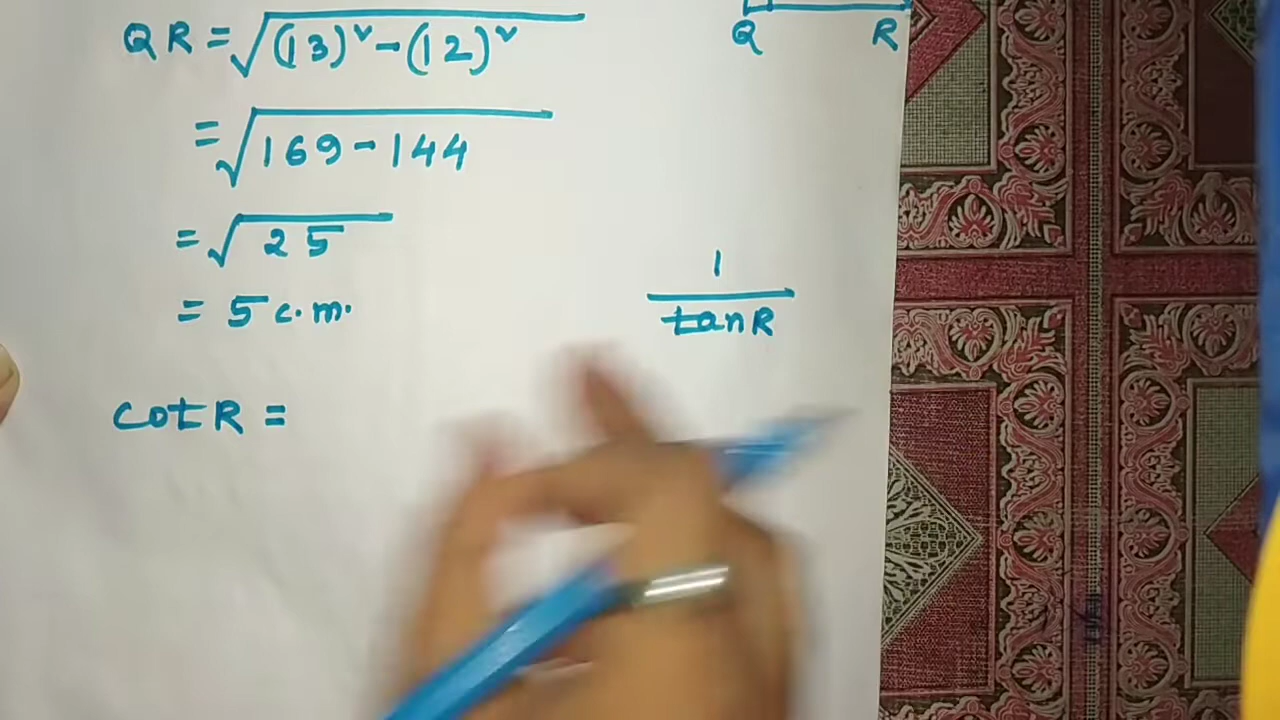 QR = √(13)² - (12)²
Q R
= √169 - 144
= √25
= 5 c.m.
1
tanR
cotR =